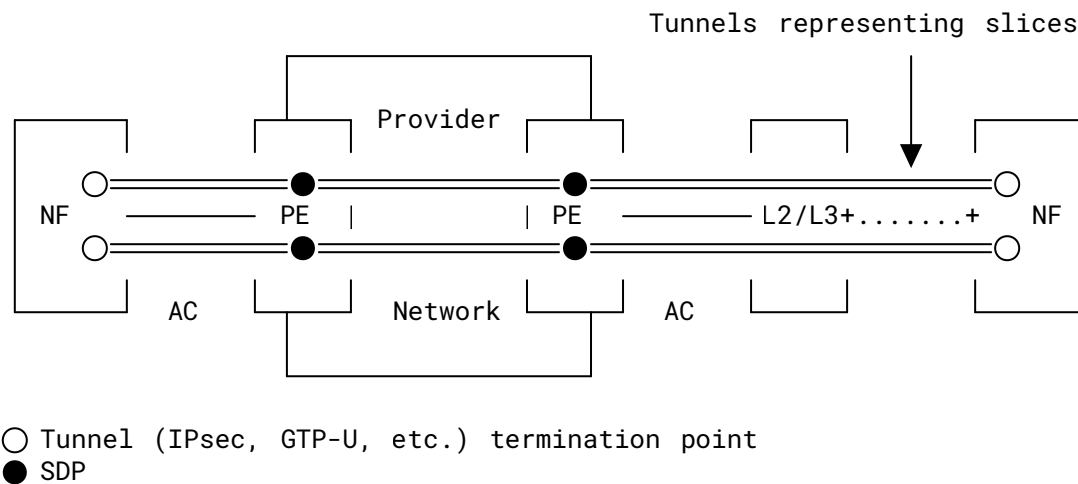 Tunnels representing slices
Provider
NF PE PE L2/L3+.......+ NF
AC Network AC
Tunnel (IPsec, GTP-U, etc.) termination point
SDP